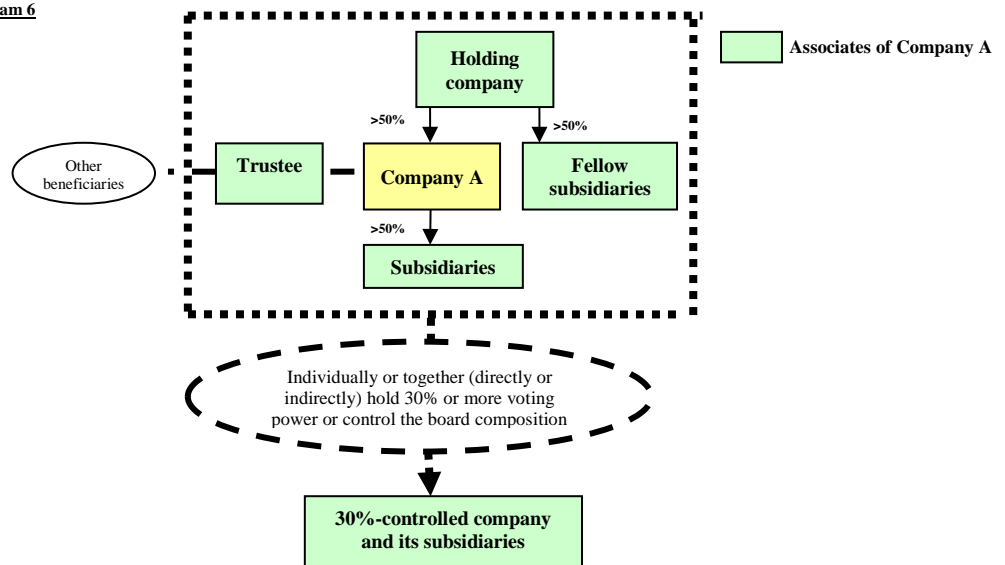 am 6
Associates of Company A
Holding
company
>50%
>50%
Other
beneficiaries
Trustee
Company A
Fellow
subsidiaries
>50%
Subsidiaries
Individually or together (directly or
indirectly) hold 30% or more voting
power or control the board composition
30%-controlled company
and its subsidiaries